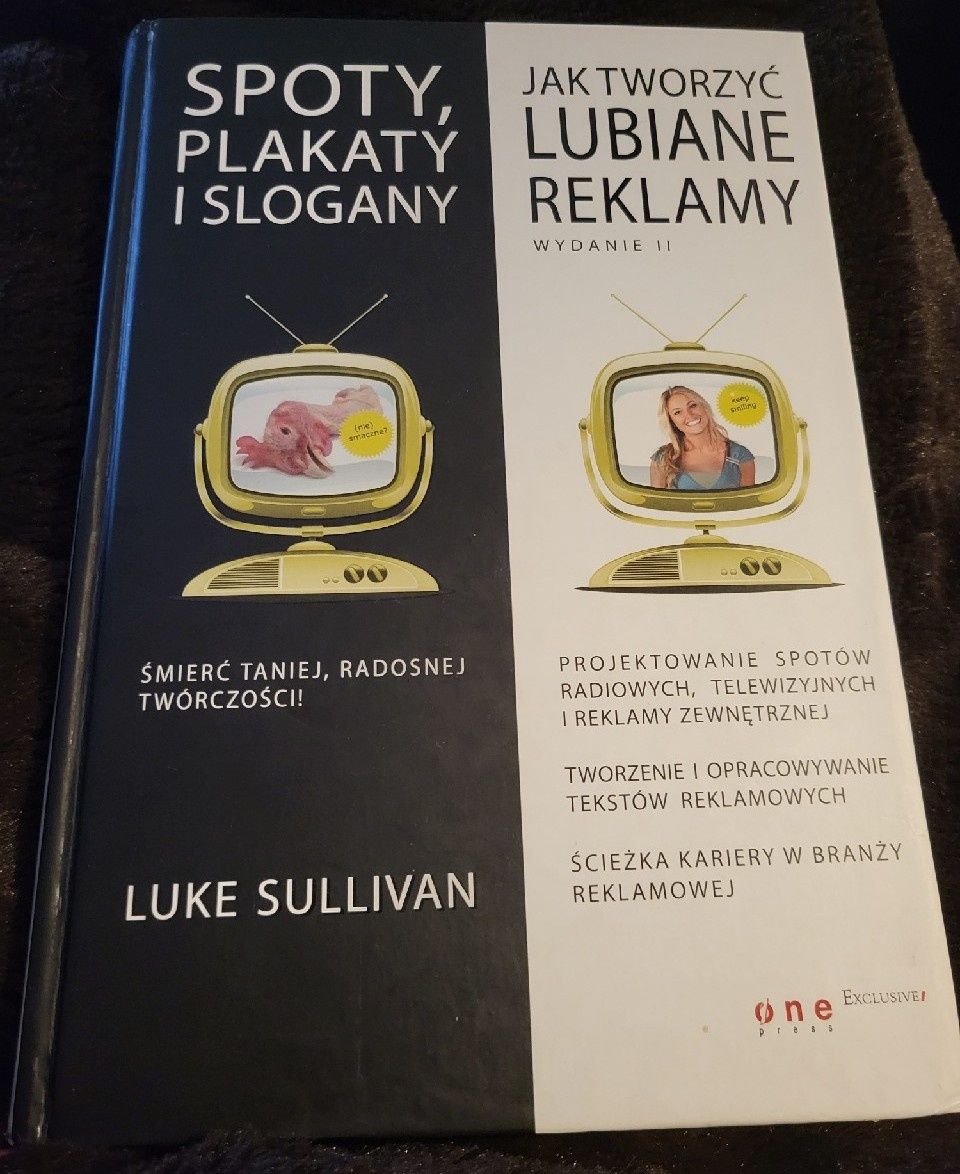 SPOTY,
PLAKATY
I SLOGANY
JAK TWORZYĆ
LUBIANE
REKLAMY
WYDANIE II
(nie)
smaczne?
keep
smiling
ŚMIERĆ TANIEJ, RADOSNEJ
TWÓRCZOŚCI!
LUKE SULLIVAN
PROJEKTOWANIE SPOTÓW
RADIOWYCH, TELEWIZYJNYCH
I REKLAMY ZEWNĘTRZNEJ
TWORZENIE I OPRACOWYWANIE
TEKSTÓW REKLAMOWYCH
ŚCIEŻKA KARIERY W BRANŻY
REKLAMOWEJ
øne EXCLUSIVE!
press